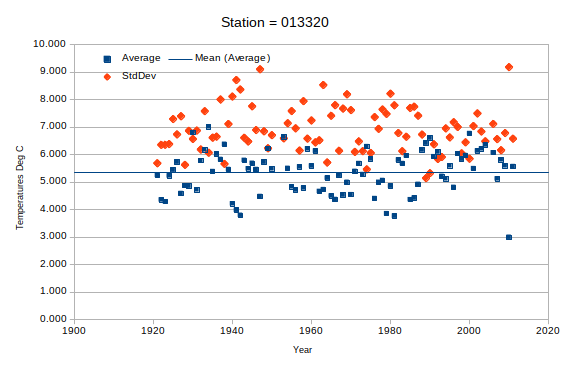 Station = 013320
10.000
9.000
8.000
7.000
6.000
5.000
4.000
3.000
2.000
1.000
0.000
Average
Mean (Average)
StdDev
Temperatures Deg C
1900 1920 1940 1960 1980 2000 2020
Year